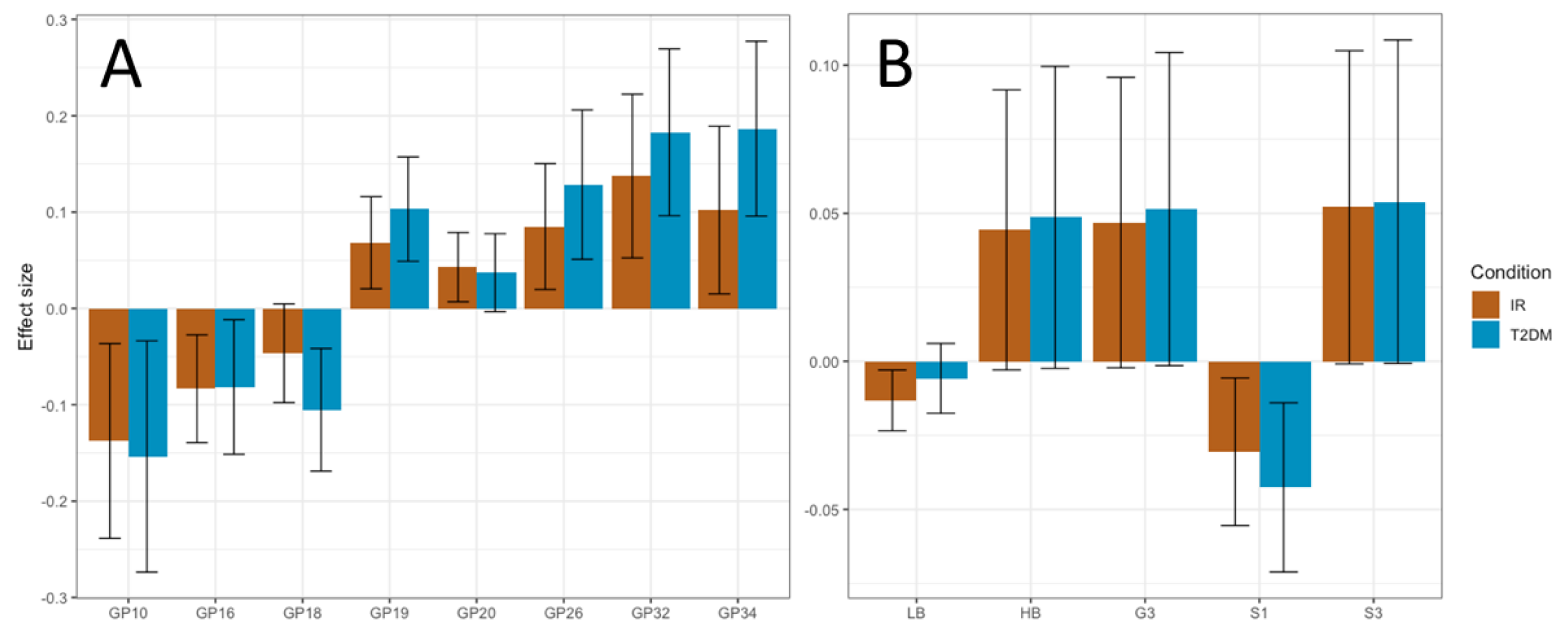 A
Effect size
0.3
0.2
0.1
0.0
-0.1
-0.2
-0.3
GP10 GP16 GP18 GP19 GP20 GP26 GP32 GP34
B
0.10
0.05
0.00
-0.05
LB HB G3 S1 S3
Condition
IR
T2DM